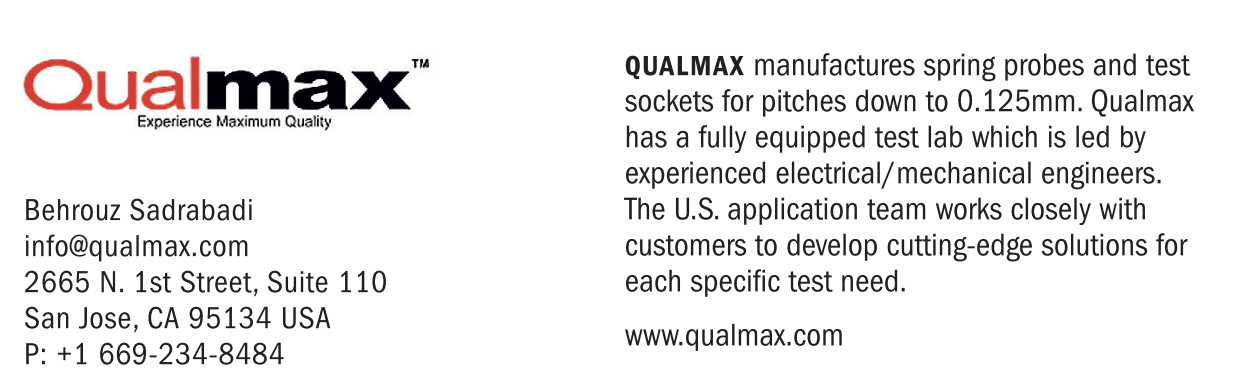 Qualmax™
Experience Maximum Quality
Behrouz Sadrabadi
info@qualmax.com
2665 N. 1st Street, Suite 110
San Jose, CA 95134 USA
P: +1 669-234-8484
QUALMAX manufactures spring probes and test
sockets for pitches down to 0.125mm. Qualmax
has a fully equipped test lab which is led by
experienced electrical/mechanical engineers.
The U.S. application team works closely with
customers to develop cutting-edge solutions for
each specific test need.
www.qualmax.com